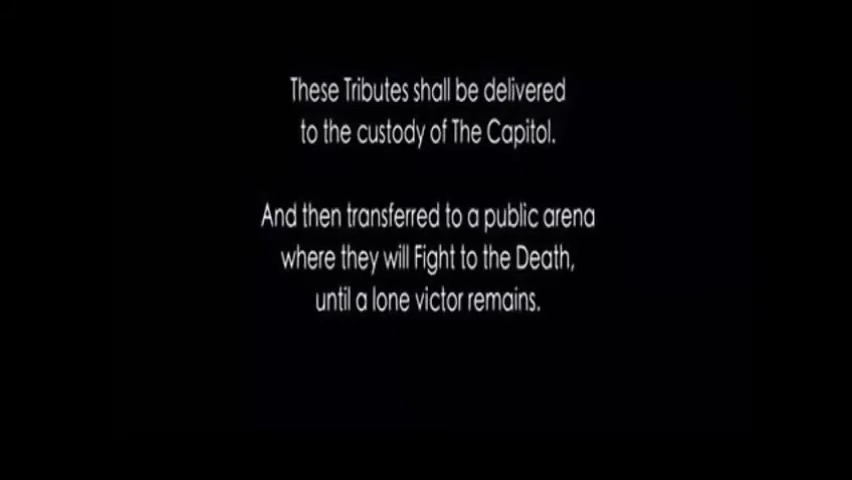 These Tributes shall be delivered
to the custody of The Capitol.
And then transferred to a public arena
where they will Fight to the Death,
until a lone victor remains.